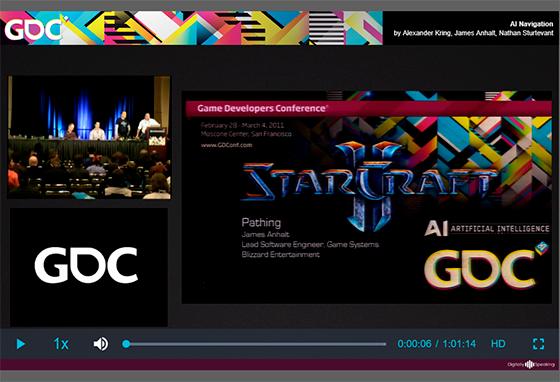 GDC
AI Navigation
by Alexander Kring, James Anhalt, Nathan Sturtevant
Game Developers Conference®
February 28 - March 4, 2011
Moscone Center, San Francisco
www.GDConf.com
StarCraft II
Pathing
James Anhalt
Lead Software Engineer, Game Systems
Blizzard Entertainment
AI ARTIFICIAL INTELLIGENCE
GDC
GDC
1x
0:00:06 / 1:01:14
HD
Digitally Speaking